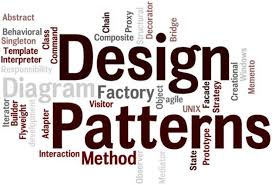 Abstract
Behavioral
Singleton
Template
Interpreter
Responsibility
Class
Command
Chain
Composite
Proxy
Structural
Decorator
Bridge
Design
Diagram
Factory
Object
agile
Facade
Strategy
Creational
Windows
Memento
Iterator
Builder
Flyweight
development
Adapter
Visitor
UNIX
Patterns
Interaction
Method
Observer
Mediator
State
Prototype